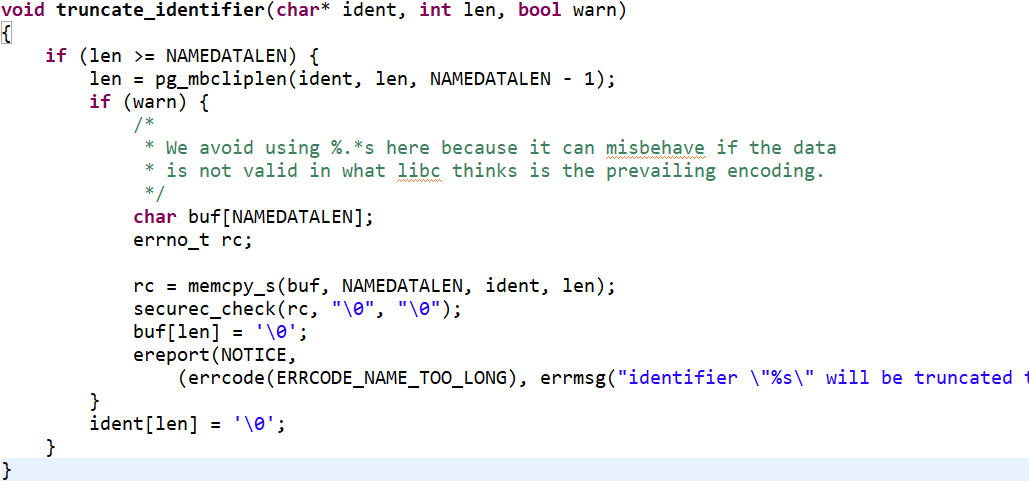 void truncate_identifier(char* ident, int len, bool warn)
{
    if (len >= NAMEDATALEN) {
        len = pg_mbcliplen(ident, len, NAMEDATALEN - 1);
        if (warn) {
            /*
             * We avoid using %.*s here because it can misbehave if the data
             * is not valid in what libc thinks is the prevailing encoding.
             */
            char buf[NAMEDATALEN];
            errno_t rc;

            rc = memcpy_s(buf, NAMEDATALEN, ident, len);
            securec_check(rc, "\0", "\0");
            buf[len] = '\0';
            ereport(NOTICE,
                (errcode(ERRCODE_NAME_TOO_LONG), errmsg("identifier \"%s\" will be truncated t
        }
        ident[len] = '\0';
    }
}